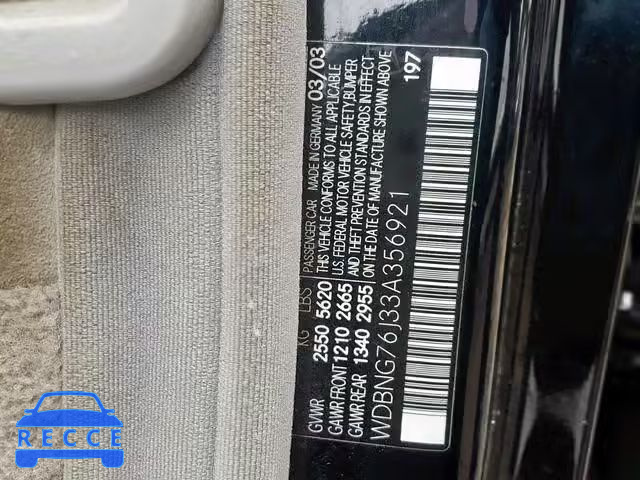 PASSENGER CAR MADE IN GERMANY 03/03
KG LBS
GVWR 2550 5620 THIS VEHICLE CONFORMS TO ALL APPLICABLE
GAWR FRONT 1210 2665 U.S. FEDERAL MOTOR VEHICLE SAFETY, BUMPER
GAWR REAR 1340 2955 AND THEFT PREVENTION STANDARDS IN EFFECT
DATE OF MANUFACTURE SHOWN ABOVE
WDBNG76J33A356921
197
RECCE